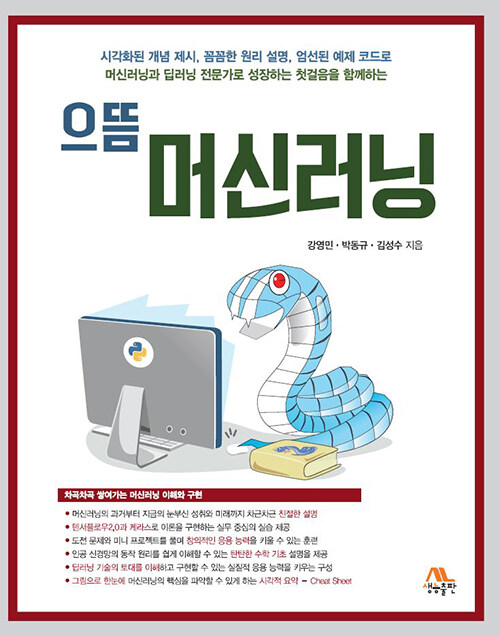 시각화된 개념 제시, 꼼꼼한 원리 설명, 엄선된 예제 코드로
머신러닝과 딥러닝 전문가로 성장하는 첫걸음을 함께하는
으뜸
머신러닝
강영민 · 박동규 · 김성수 지음
차곡차곡 쌓여가는 머신러닝 이해와 구현
• 머신러닝의 과거부터 지금의 눈부신 성취와 미래까지 차근차근 친절한 설명
• 텐서플로우2.0과 케라스로 이론을 구현하는 실무 중심의 실습 제공
• 도전 문제와 미니 프로젝트를 풀며 창의적인 응용 능력을 키울 수 있는 훈련
• 인공 신경망의 동작 원리를 쉽게 이해할 수 있는 탄탄한 수학 기초 설명을 제공
• 딥러닝 기술의 토대를 이해하고 구현할 수 있는 실질적 응용 능력을 키우는 구성
• 그림으로 한눈에 머신러닝의 핵심을 파악할 수 있게 하는 시각적 요약 – Cheat Sheet
생능출판